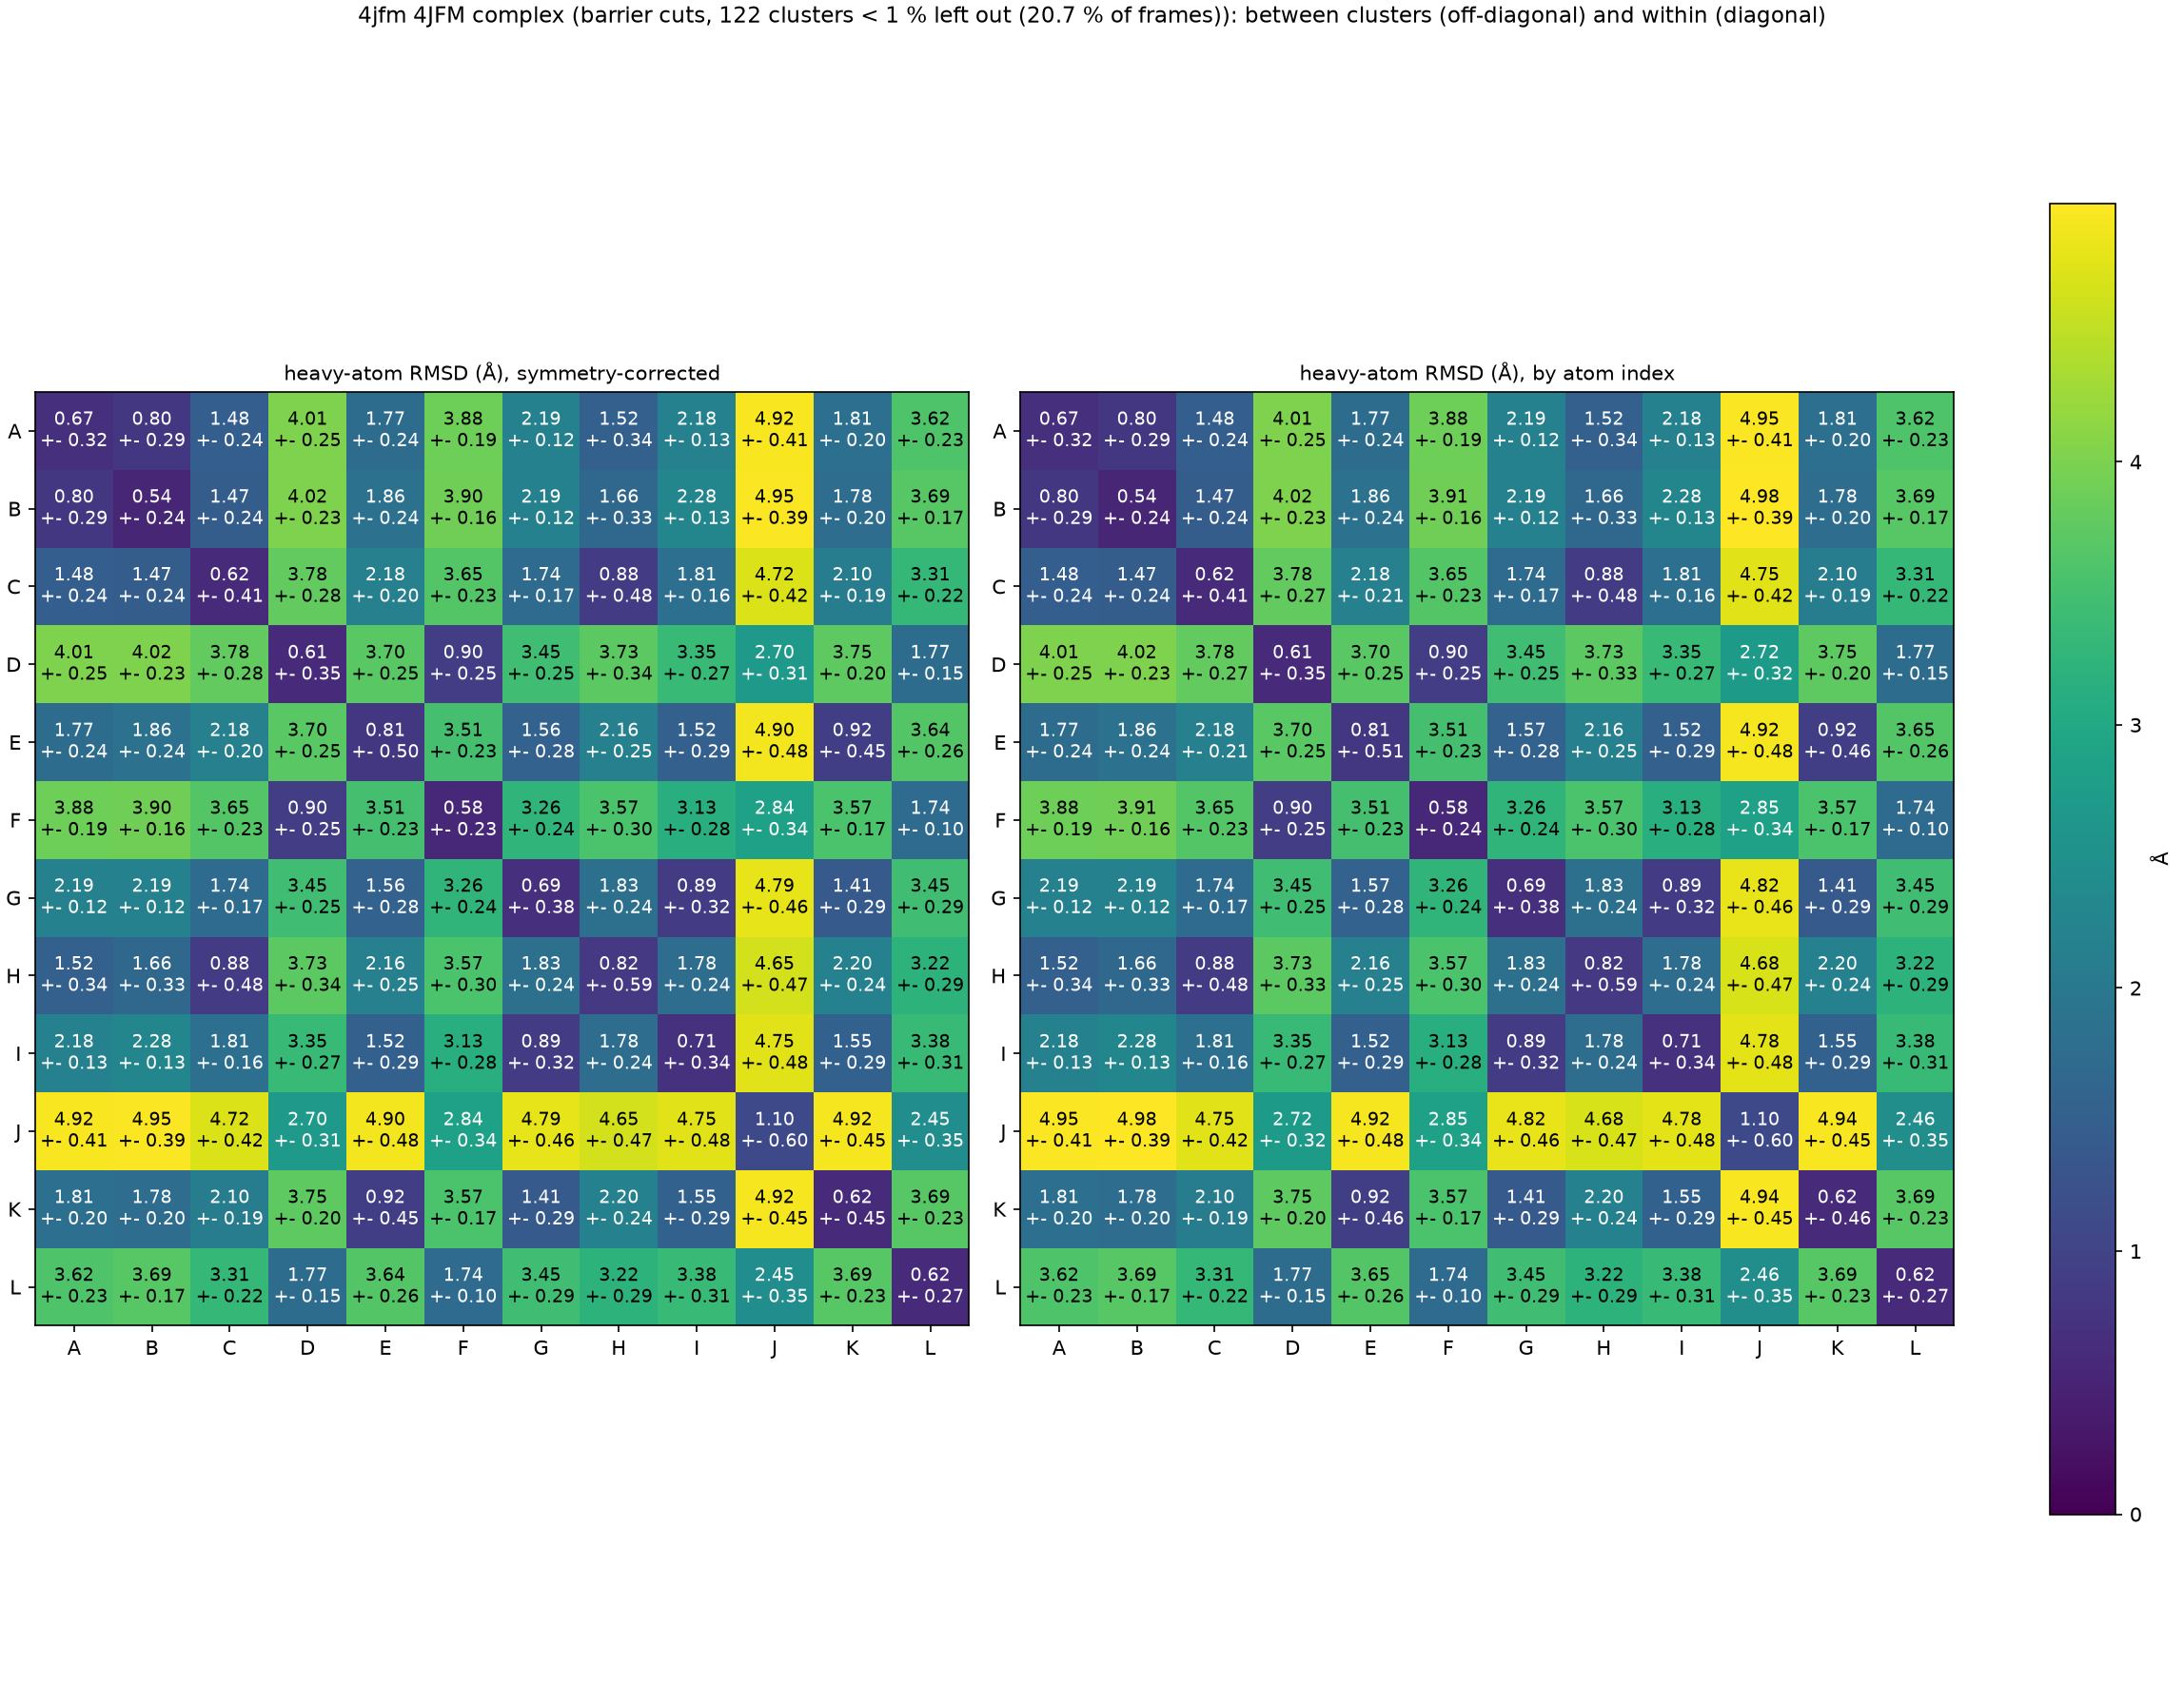 4jfm 4JFM complex (barrier cuts, 122 clusters < 1 % left out (20.7 % of frames)): between clusters (off-diagonal) and within (diagonal)
heavy-atom RMSD (Å), symmetry-corrected
A 0.67 0.80 1.48 4.01 1.77 3.88 2.19 1.52 2.18 4.92 1.81 3.62
+- 0.32 +- 0.29 +- 0.24 +- 0.25 +- 0.24 +- 0.19 +- 0.12 +- 0.34 +- 0.13 +- 0.41 +- 0.20 +- 0.23
B 0.80 0.54 1.47 4.02 1.86 3.90 2.19 1.66 2.28 4.95 1.78 3.69
+- 0.29 +- 0.24 +- 0.24 +- 0.23 +- 0.24 +- 0.16 +- 0.12 +- 0.33 +- 0.13 +- 0.39 +- 0.20 +- 0.17
C 1.48 1.47 0.62 3.78 2.18 3.65 1.74 0.88 1.81 4.72 2.10 3.31
+- 0.24 +- 0.24 +- 0.41 +- 0.28 +- 0.20 +- 0.23 +- 0.17 +- 0.48 +- 0.16 +- 0.42 +- 0.19 +- 0.22
D 4.01 4.02 3.78 0.61 3.70 0.90 3.45 3.73 3.35 2.70 3.75 1.77
+- 0.25 +- 0.23 +- 0.28 +- 0.35 +- 0.25 +- 0.25 +- 0.25 +- 0.34 +- 0.27 +- 0.31 +- 0.20 +- 0.15
E 1.77 1.86 2.18 3.70 0.81 3.51 1.56 2.16 1.52 4.90 0.92 3.64
+- 0.24 +- 0.24 +- 0.20 +- 0.25 +- 0.50 +- 0.23 +- 0.28 +- 0.25 +- 0.29 +- 0.48 +- 0.45 +- 0.26
F 3.88 3.90 3.65 0.90 3.51 0.58 3.26 3.57 3.13 2.84 3.57 1.74
+- 0.19 +- 0.16 +- 0.23 +- 0.25 +- 0.23 +- 0.23 +- 0.24 +- 0.30 +- 0.28 +- 0.34 +- 0.17 +- 0.10
G 2.19 2.19 1.74 3.45 1.56 3.26 0.69 1.83 0.89 4.79 1.41 3.45
+- 0.12 +- 0.12 +- 0.17 +- 0.25 +- 0.28 +- 0.24 +- 0.38 +- 0.24 +- 0.32 +- 0.46 +- 0.29 +- 0.29
H 1.52 1.66 0.88 3.73 2.16 3.57 1.83 0.82 1.78 4.65 2.20 3.22
+- 0.34 +- 0.33 +- 0.48 +- 0.34 +- 0.25 +- 0.30 +- 0.24 +- 0.59 +- 0.24 +- 0.47 +- 0.24 +- 0.29
I 2.18 2.28 1.81 3.35 1.52 3.13 0.89 1.78 0.71 4.75 1.55 3.38
+- 0.13 +- 0.13 +- 0.16 +- 0.27 +- 0.29 +- 0.28 +- 0.32 +- 0.24 +- 0.34 +- 0.48 +- 0.29 +- 0.31
J 4.92 4.95 4.72 2.70 4.90 2.84 4.79 4.65 4.75 1.10 4.92 2.45
+- 0.41 +- 0.39 +- 0.42 +- 0.31 +- 0.48 +- 0.34 +- 0.46 +- 0.47 +- 0.48 +- 0.60 +- 0.45 +- 0.35
K 1.81 1.78 2.10 3.75 0.92 3.57 1.41 2.20 1.55 4.92 0.62 3.69
+- 0.20 +- 0.20 +- 0.19 +- 0.20 +- 0.45 +- 0.17 +- 0.29 +- 0.24 +- 0.29 +- 0.45 +- 0.45 +- 0.23
L 3.62 3.69 3.31 1.77 3.64 1.74 3.45 3.22 3.38 2.45 3.69 0.62
+- 0.23 +- 0.17 +- 0.22 +- 0.15 +- 0.26 +- 0.10 +- 0.29 +- 0.29 +- 0.31 +- 0.35 +- 0.23 +- 0.27
A B C D E F G H I J K L
heavy-atom RMSD (Å), by atom index
A 0.67 0.80 1.48 4.01 1.77 3.88 2.19 1.52 2.18 4.95 1.81 3.62
+- 0.32 +- 0.29 +- 0.24 +- 0.25 +- 0.24 +- 0.19 +- 0.12 +- 0.34 +- 0.13 +- 0.41 +- 0.20 +- 0.23
B 0.80 0.54 1.47 4.02 1.86 3.91 2.19 1.66 2.28 4.98 1.78 3.69
+- 0.29 +- 0.24 +- 0.24 +- 0.23 +- 0.24 +- 0.16 +- 0.12 +- 0.33 +- 0.13 +- 0.39 +- 0.20 +- 0.17
C 1.48 1.47 0.62 3.78 2.18 3.65 1.74 0.88 1.81 4.75 2.10 3.31
+- 0.24 +- 0.24 +- 0.41 +- 0.27 +- 0.21 +- 0.23 +- 0.17 +- 0.48 +- 0.16 +- 0.42 +- 0.19 +- 0.22
D 4.01 4.02 3.78 0.61 3.70 0.90 3.45 3.73 3.35 2.72 3.75 1.77
+- 0.25 +- 0.23 +- 0.27 +- 0.35 +- 0.25 +- 0.25 +- 0.25 +- 0.33 +- 0.27 +- 0.32 +- 0.20 +- 0.15
E 1.77 1.86 2.18 3.70 0.81 3.51 1.57 2.16 1.52 4.92 0.92 3.65
+- 0.24 +- 0.24 +- 0.21 +- 0.25 +- 0.51 +- 0.23 +- 0.28 +- 0.25 +- 0.29 +- 0.48 +- 0.46 +- 0.26
F 3.88 3.91 3.65 0.90 3.51 0.58 3.26 3.57 3.13 2.85 3.57 1.74
+- 0.19 +- 0.16 +- 0.23 +- 0.25 +- 0.23 +- 0.24 +- 0.24 +- 0.30 +- 0.28 +- 0.34 +- 0.17 +- 0.10
G 2.19 2.19 1.74 3.45 1.57 3.26 0.69 1.83 0.89 4.82 1.41 3.45
+- 0.12 +- 0.12 +- 0.17 +- 0.25 +- 0.28 +- 0.24 +- 0.38 +- 0.24 +- 0.32 +- 0.46 +- 0.29 +- 0.29
H 1.52 1.66 0.88 3.73 2.16 3.57 1.83 0.82 1.78 4.68 2.20 3.22
+- 0.34 +- 0.33 +- 0.48 +- 0.33 +- 0.25 +- 0.30 +- 0.24 +- 0.59 +- 0.24 +- 0.47 +- 0.24 +- 0.29
I 2.18 2.28 1.81 3.35 1.52 3.13 0.89 1.78 0.71 4.78 1.55 3.38
+- 0.13 +- 0.13 +- 0.16 +- 0.27 +- 0.29 +- 0.28 +- 0.32 +- 0.24 +- 0.34 +- 0.48 +- 0.29 +- 0.31
J 4.95 4.98 4.75 2.72 4.92 2.85 4.82 4.68 4.78 1.10 4.94 2.46
+- 0.41 +- 0.39 +- 0.42 +- 0.32 +- 0.48 +- 0.34 +- 0.46 +- 0.47 +- 0.48 +- 0.60 +- 0.45 +- 0.35
K 1.81 1.78 2.10 3.75 0.92 3.57 1.41 2.20 1.55 4.94 0.62 3.69
+- 0.20 +- 0.20 +- 0.19 +- 0.20 +- 0.46 +- 0.17 +- 0.29 +- 0.24 +- 0.29 +- 0.45 +- 0.46 +- 0.23
L 3.62 3.69 3.31 1.77 3.65 1.74 3.45 3.22 3.38 2.46 3.69 0.62
+- 0.23 +- 0.17 +- 0.22 +- 0.15 +- 0.26 +- 0.10 +- 0.29 +- 0.29 +- 0.31 +- 0.35 +- 0.23 +- 0.27
A B C D E F G H I J K L
4
3
2
1
0
Å